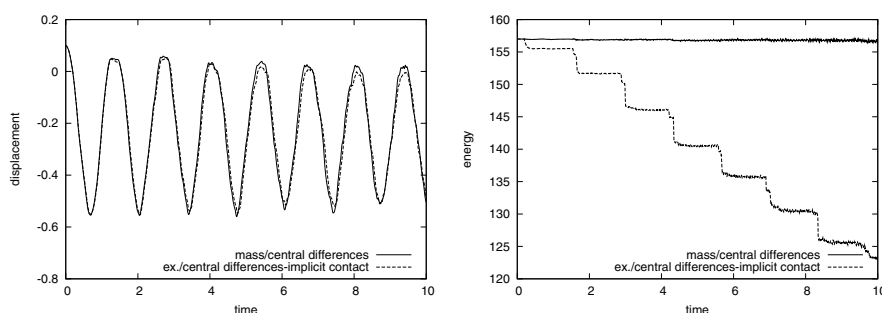 0.2
0
-0.2
-0.4
-0.6
-0.8
displacement
mass/central differences
ex./central differences-implicit contact
0 2 4 6 8 10
time
160
155
150
145
140
135
130
125
120
energy
mass/central differences
ex./central differences-implicit contact
0 2 4 6 8 10
time